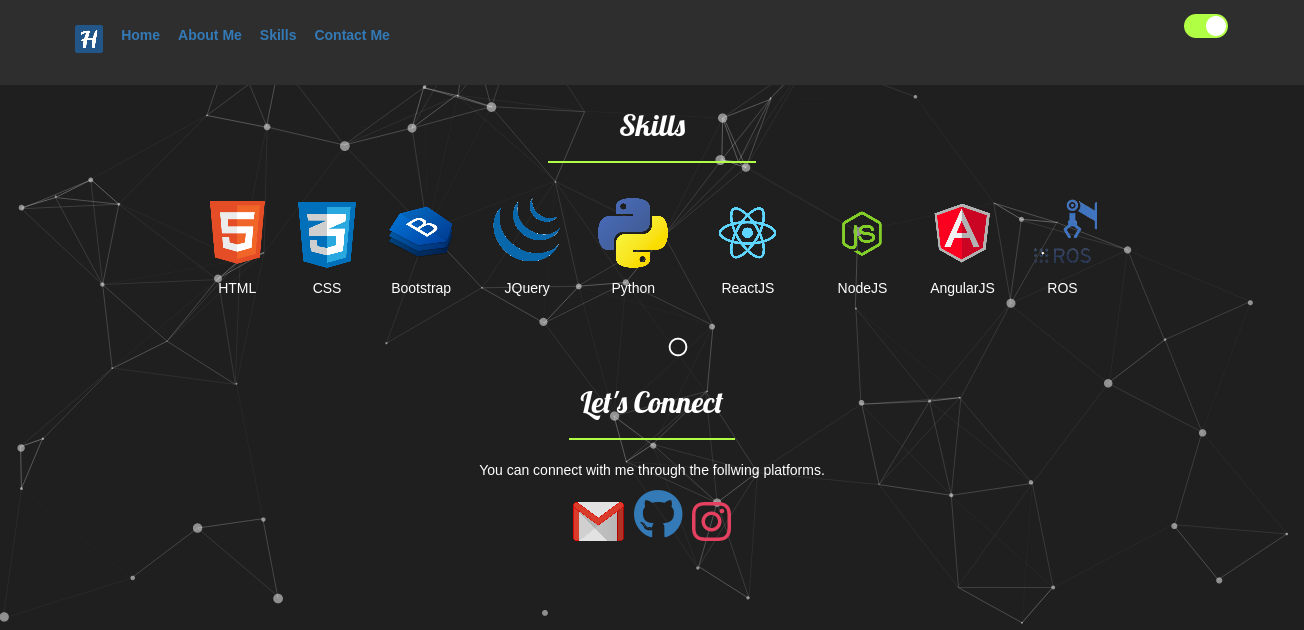 H Home About Me Skills Contact Me
Skills
5 3 B JS A ROS
HTML CSS Bootstrap JQuery Python ReactJS NodeJS AngularJS ROS
Let's Connect
You can connect with me through the follwing platforms.